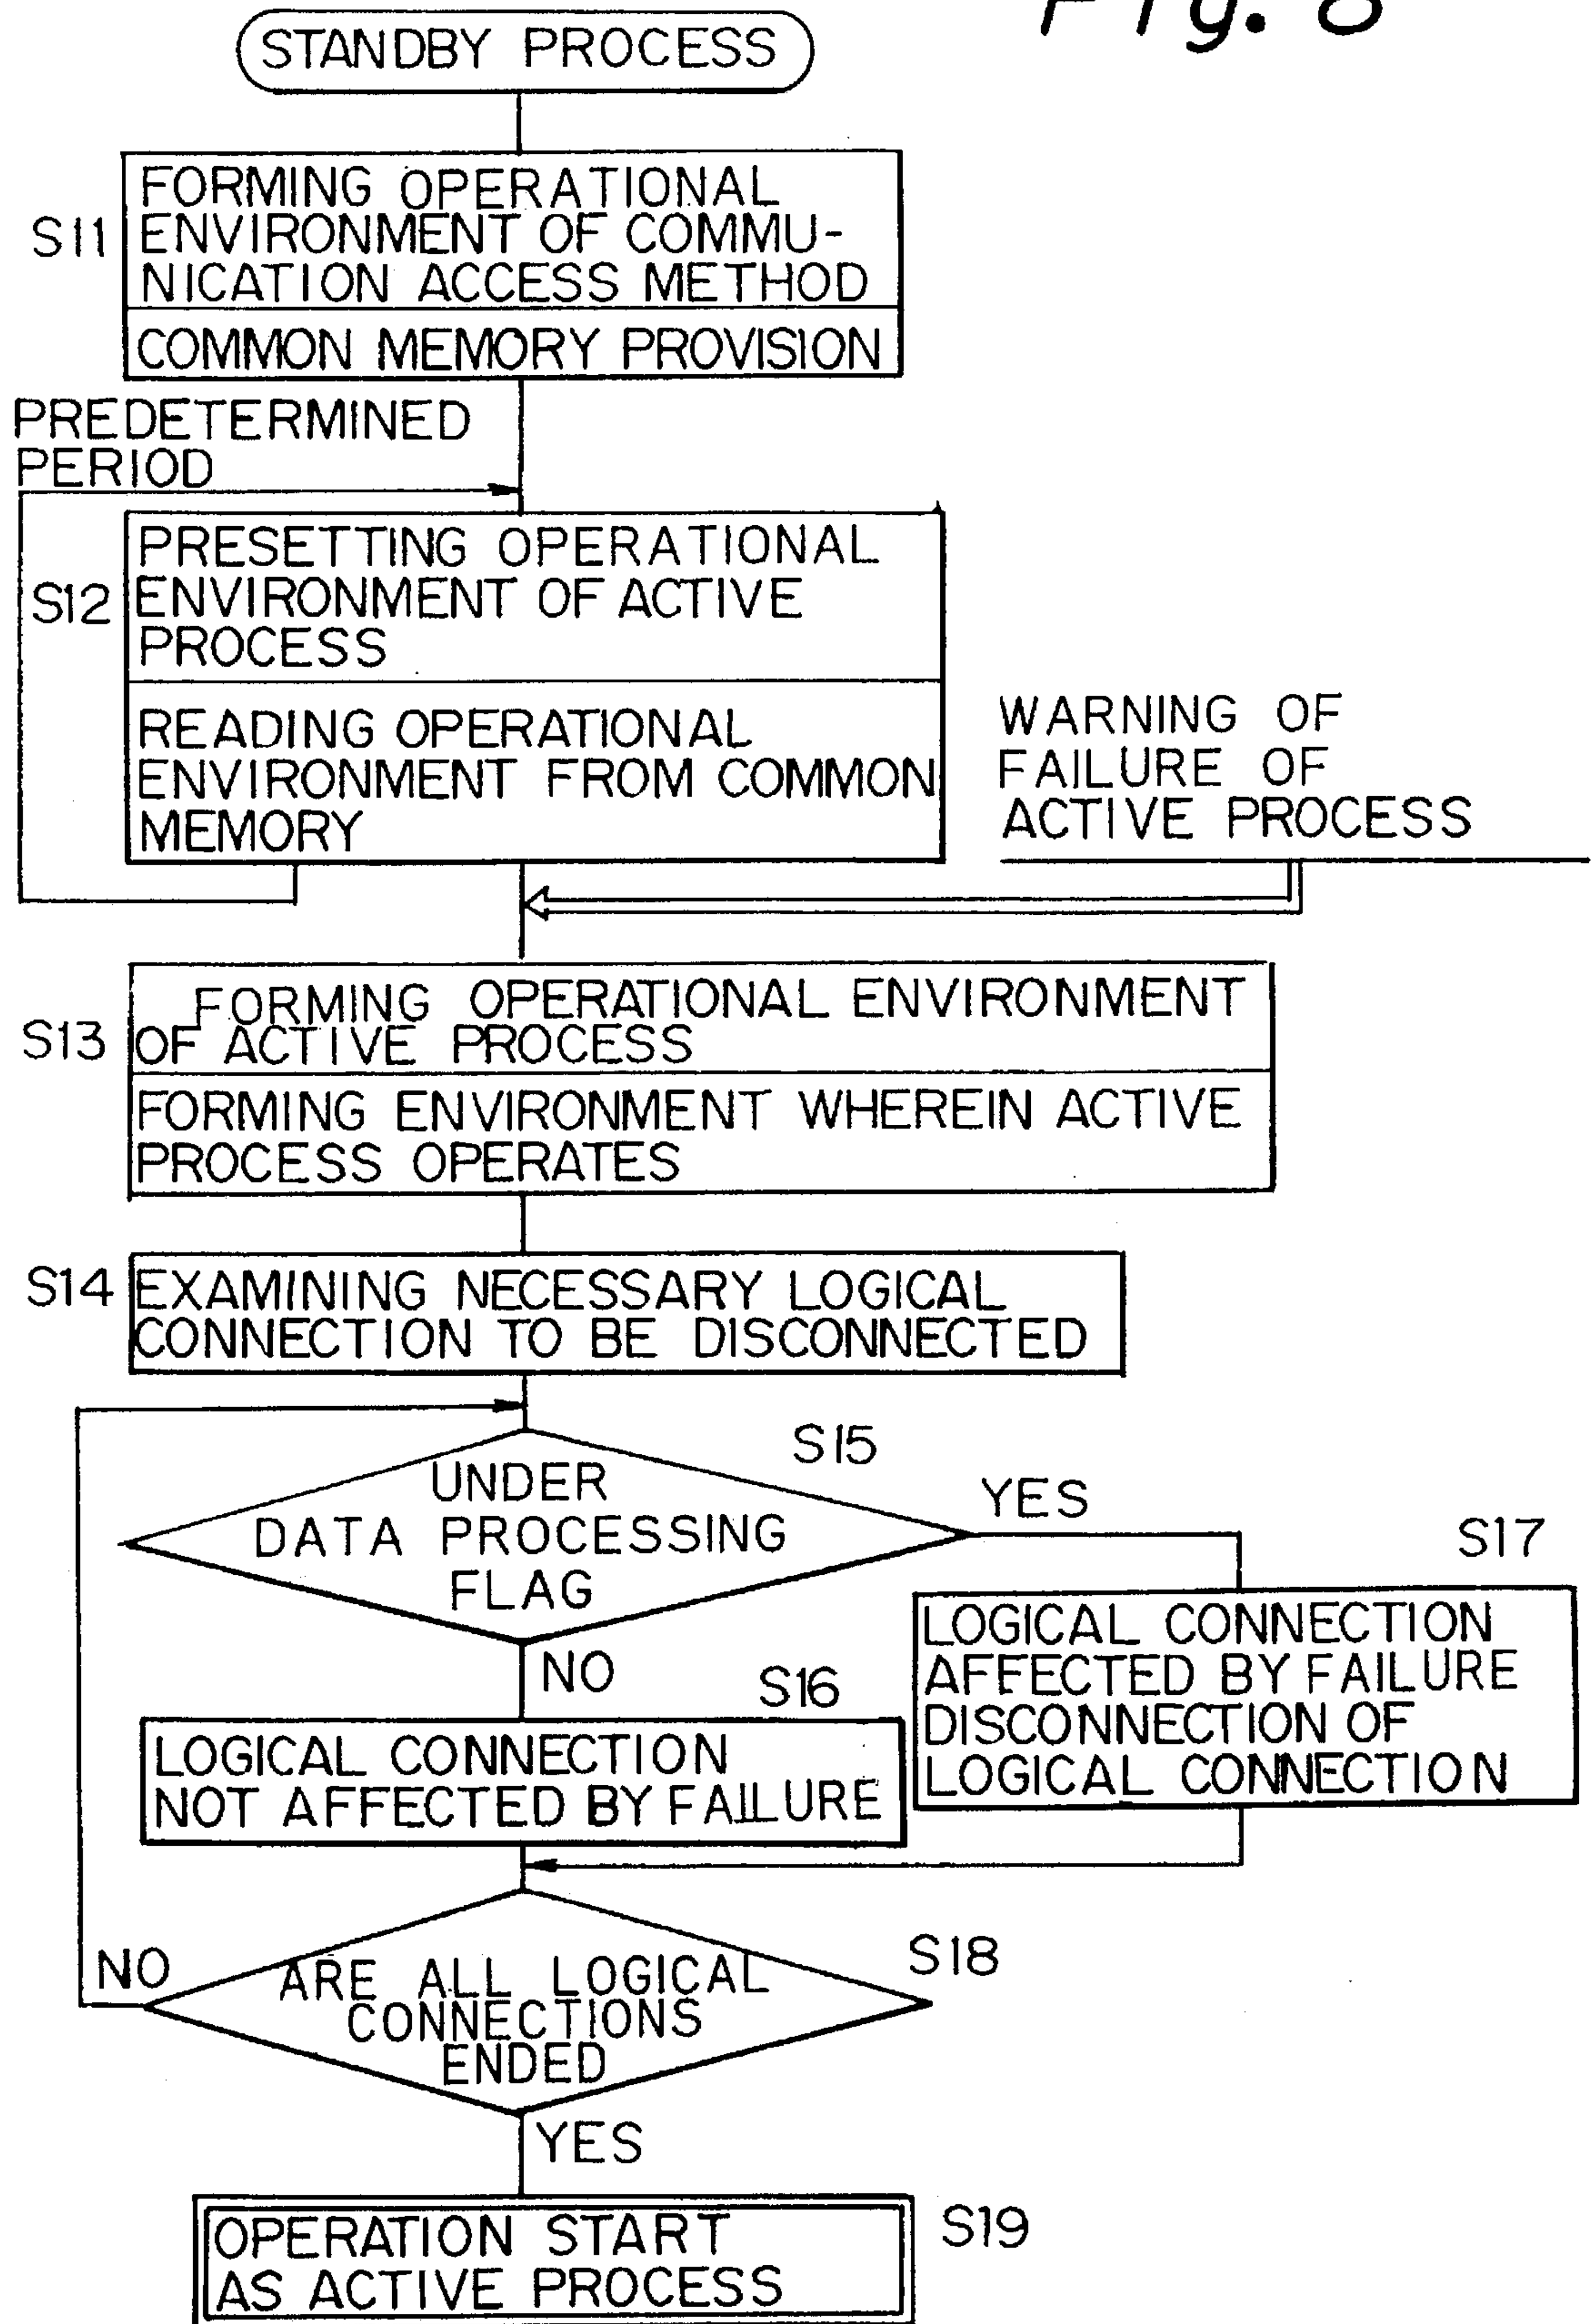 Fig. 8
STANDBY PROCESS
S11
FORMING OPERATIONAL
ENVIRONMENT OF COMMU-
NICATION ACCESS METHOD
COMMON MEMORY PROVISION
PREDETERMINED
PERIOD
S12
PRESETTING OPERATIONAL
ENVIRONMENT OF ACTIVE
PROCESS
READING OPERATIONAL
ENVIRONMENT FROM COMMON
MEMORY
WARNING OF
FAILURE OF
ACTIVE PROCESS
S13
FORMING OPERATIONAL ENVIRONMENT
OF ACTIVE PROCESS
FORMING ENVIRONMENT WHEREIN ACTIVE
PROCESS OPERATES
S14
EXAMINING NECESSARY LOGICAL
CONNECTION TO BE DISCONNECTED
S15
UNDER
DATA PROCESSING
FLAG
YES
NO
S17
LOGICAL CONNECTION
AFFECTED BY FAILURE
DISCONNECTION OF
LOGICAL CONNECTION
S16
LOGICAL CONNECTION
NOT AFFECTED BY FAILURE
S18
NO
ARE ALL LOGICAL
CONNECTIONS
ENDED
YES
S19
OPERATION START
AS ACTIVE PROCESS